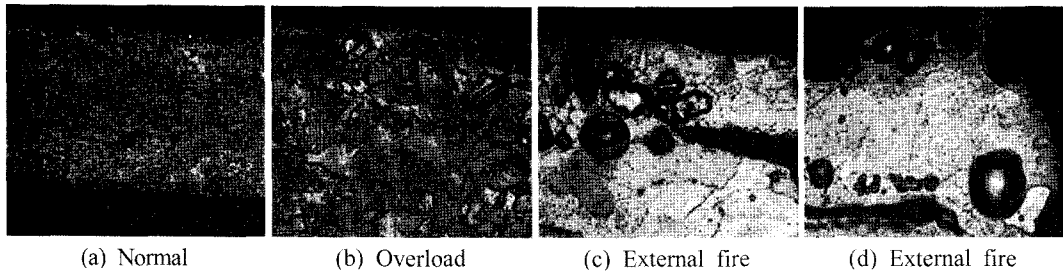 (a) Normal
(b) Overload
(c) External fire
(d) External fire